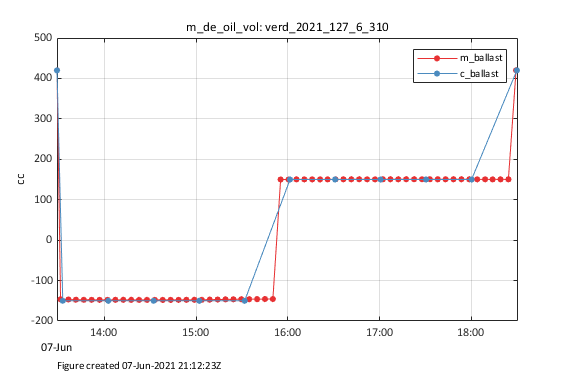 m_de_oil_vol: verd_2021_127_6_310
500
400
300
200
100
0
-100
-200
cc
m_ballast
c_ballast
14:00 15:00 16:00 17:00 18:00
07-Jun
Figure created 07-Jun-2021 21:12:23Z